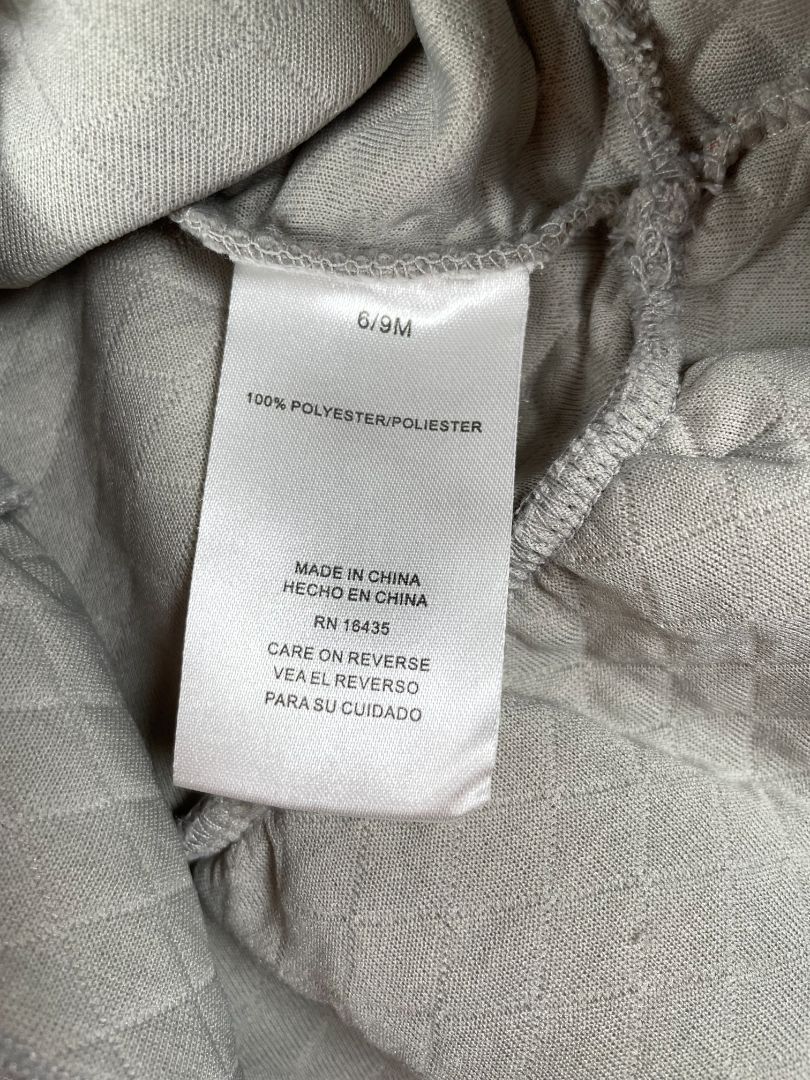 6/9M
100% POLYESTER/POLIESTER
MADE IN CHINA
HECHO EN CHINA
RN 16435
CARE ON REVERSE
VEA EL REVERSO
PARA SU CUIDADO